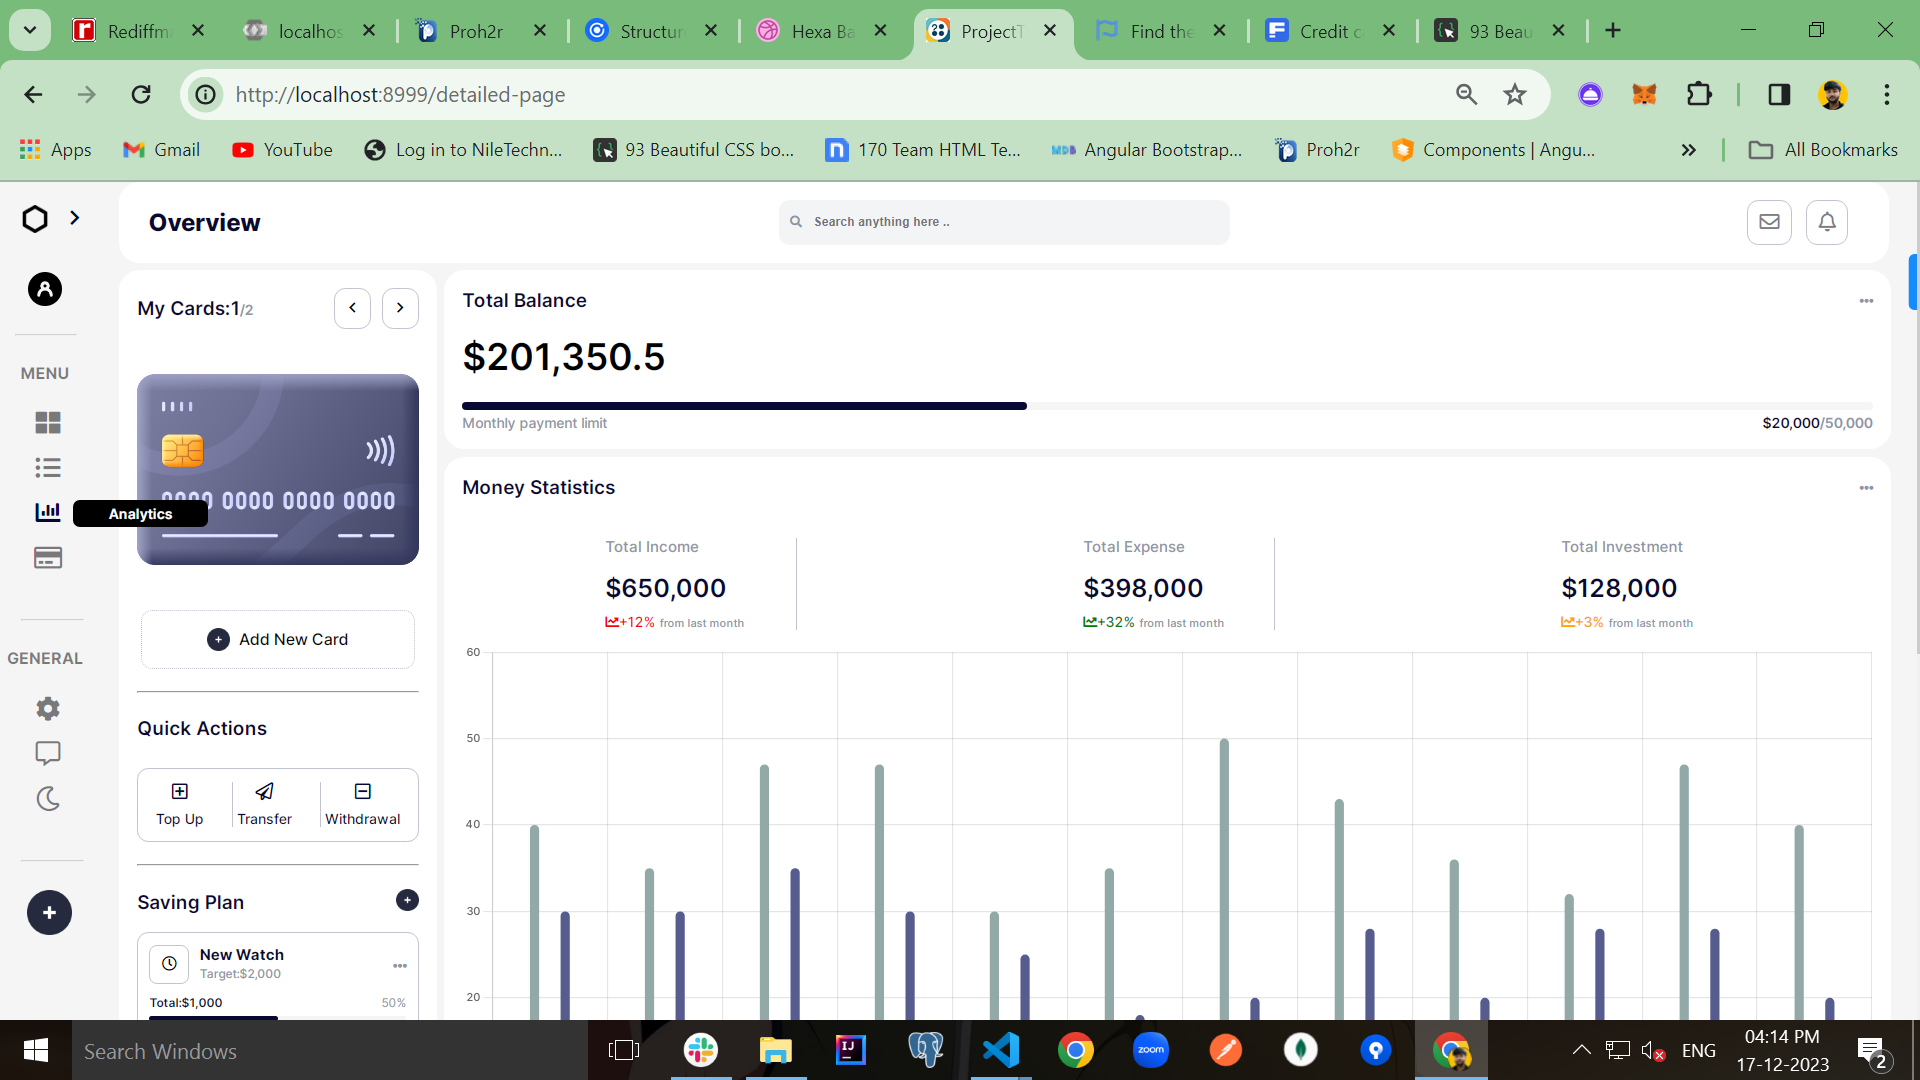 Rediffma
localhos
Proh2r
Structur
Hexa Ba
ProjectT
Find the
Credit c
93 Beau
http://localhost:8999/detailed-page
Apps
Gmail
YouTube
Log in to NileTechn...
93 Beautiful CSS bo...
170 Team HTML Te...
Angular Bootstrap...
Proh2r
Components | Angu...
All Bookmarks
Overview
Search anything here ..
My Cards:1/2
MENU
0000 0000 0000 0000
Analytics
Add New Card
GENERAL
Quick Actions
Top Up
Transfer
Withdrawal
Saving Plan
New Watch
Target:$2,000
Total:$1,000
50%
Total Balance
$201,350.5
Monthly payment limit
$20,000/50,000
Money Statistics
Total Income
$650,000
+12% from last month
Total Expense
$398,000
+32% from last month
Total Investment
$128,000
+3% from last month
60
50
40
30
20
Search Windows
IJ
zoom
ENG
04:14 PM
17-12-2023
2